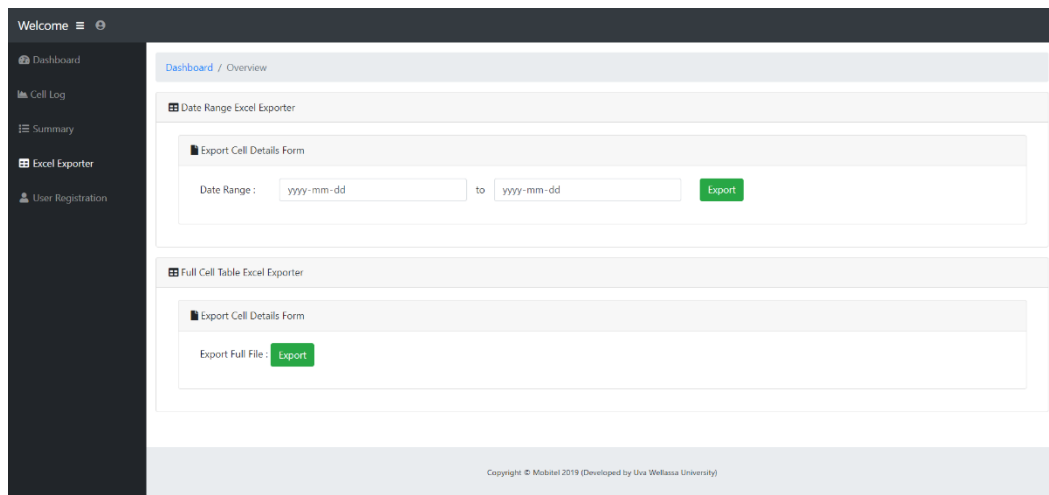 Welcome
Dashboard
Cell Log
Summary
Excel Exporter
User Registration
Dashboard / Overview
Date Range Excel Exporter
Export Cell Details Form
Date Range : yyyy-mm-dd to yyyy-mm-dd Export
Full Cell Table Excel Exporter
Export Cell Details Form
Export Full File : Export
Copyright © Mobitel 2019 (Developed by Uva Wellassa University)